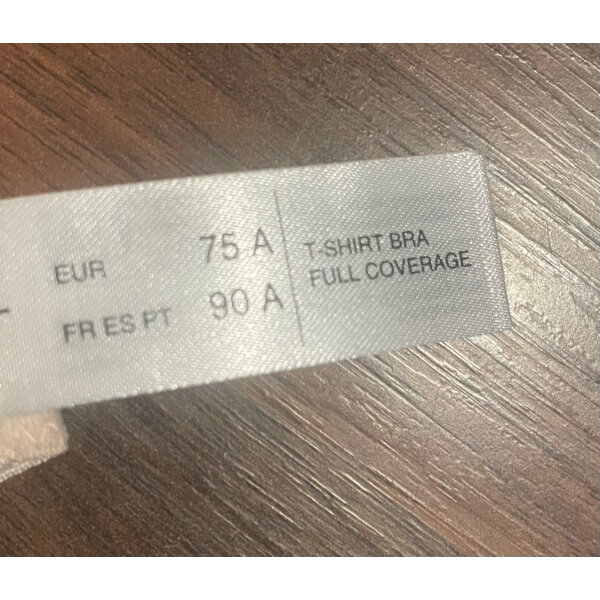 EUR 75 A
FR ES PT 90 A
T-SHIRT BRA
FULL COVERAGE